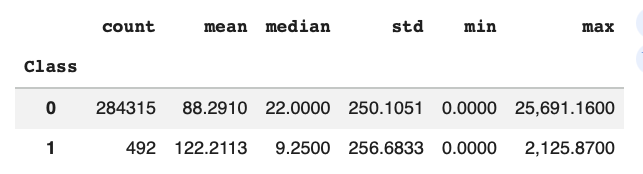 count mean median std min max
Class
0 284315 88.2910 22.0000 250.1051 0.0000 25,691.1600
1 492 122.2113 9.2500 256.6833 0.0000 2,125.8700